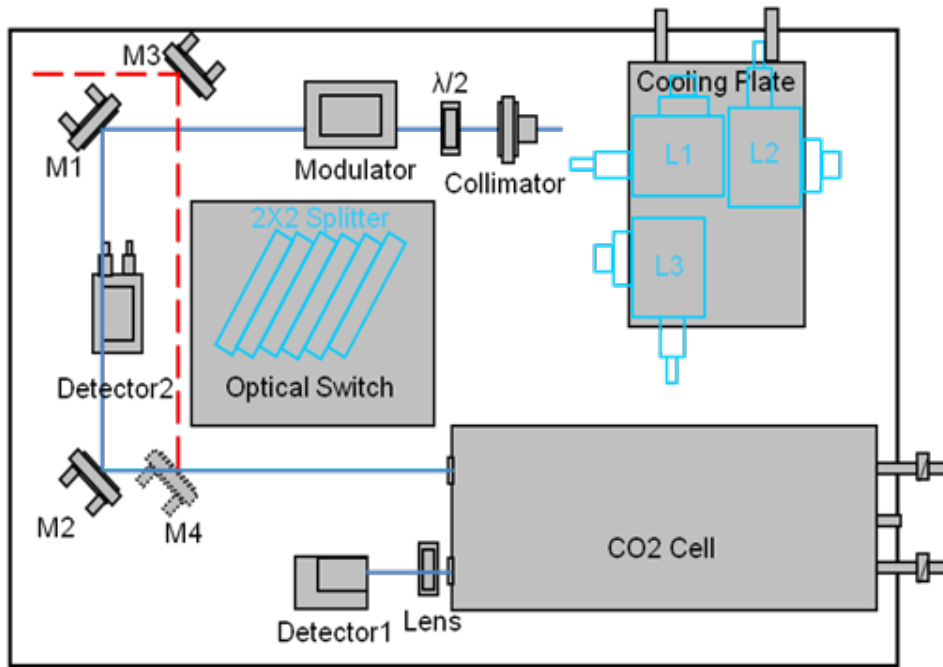 M3
Cooling Plate
λ/2
M1
Modulator
Collimator
L1
L2
2X2 Splitter
L3
Detector2
Optical Switch
M2
M4
CO2 Cell
Detector1
Lens